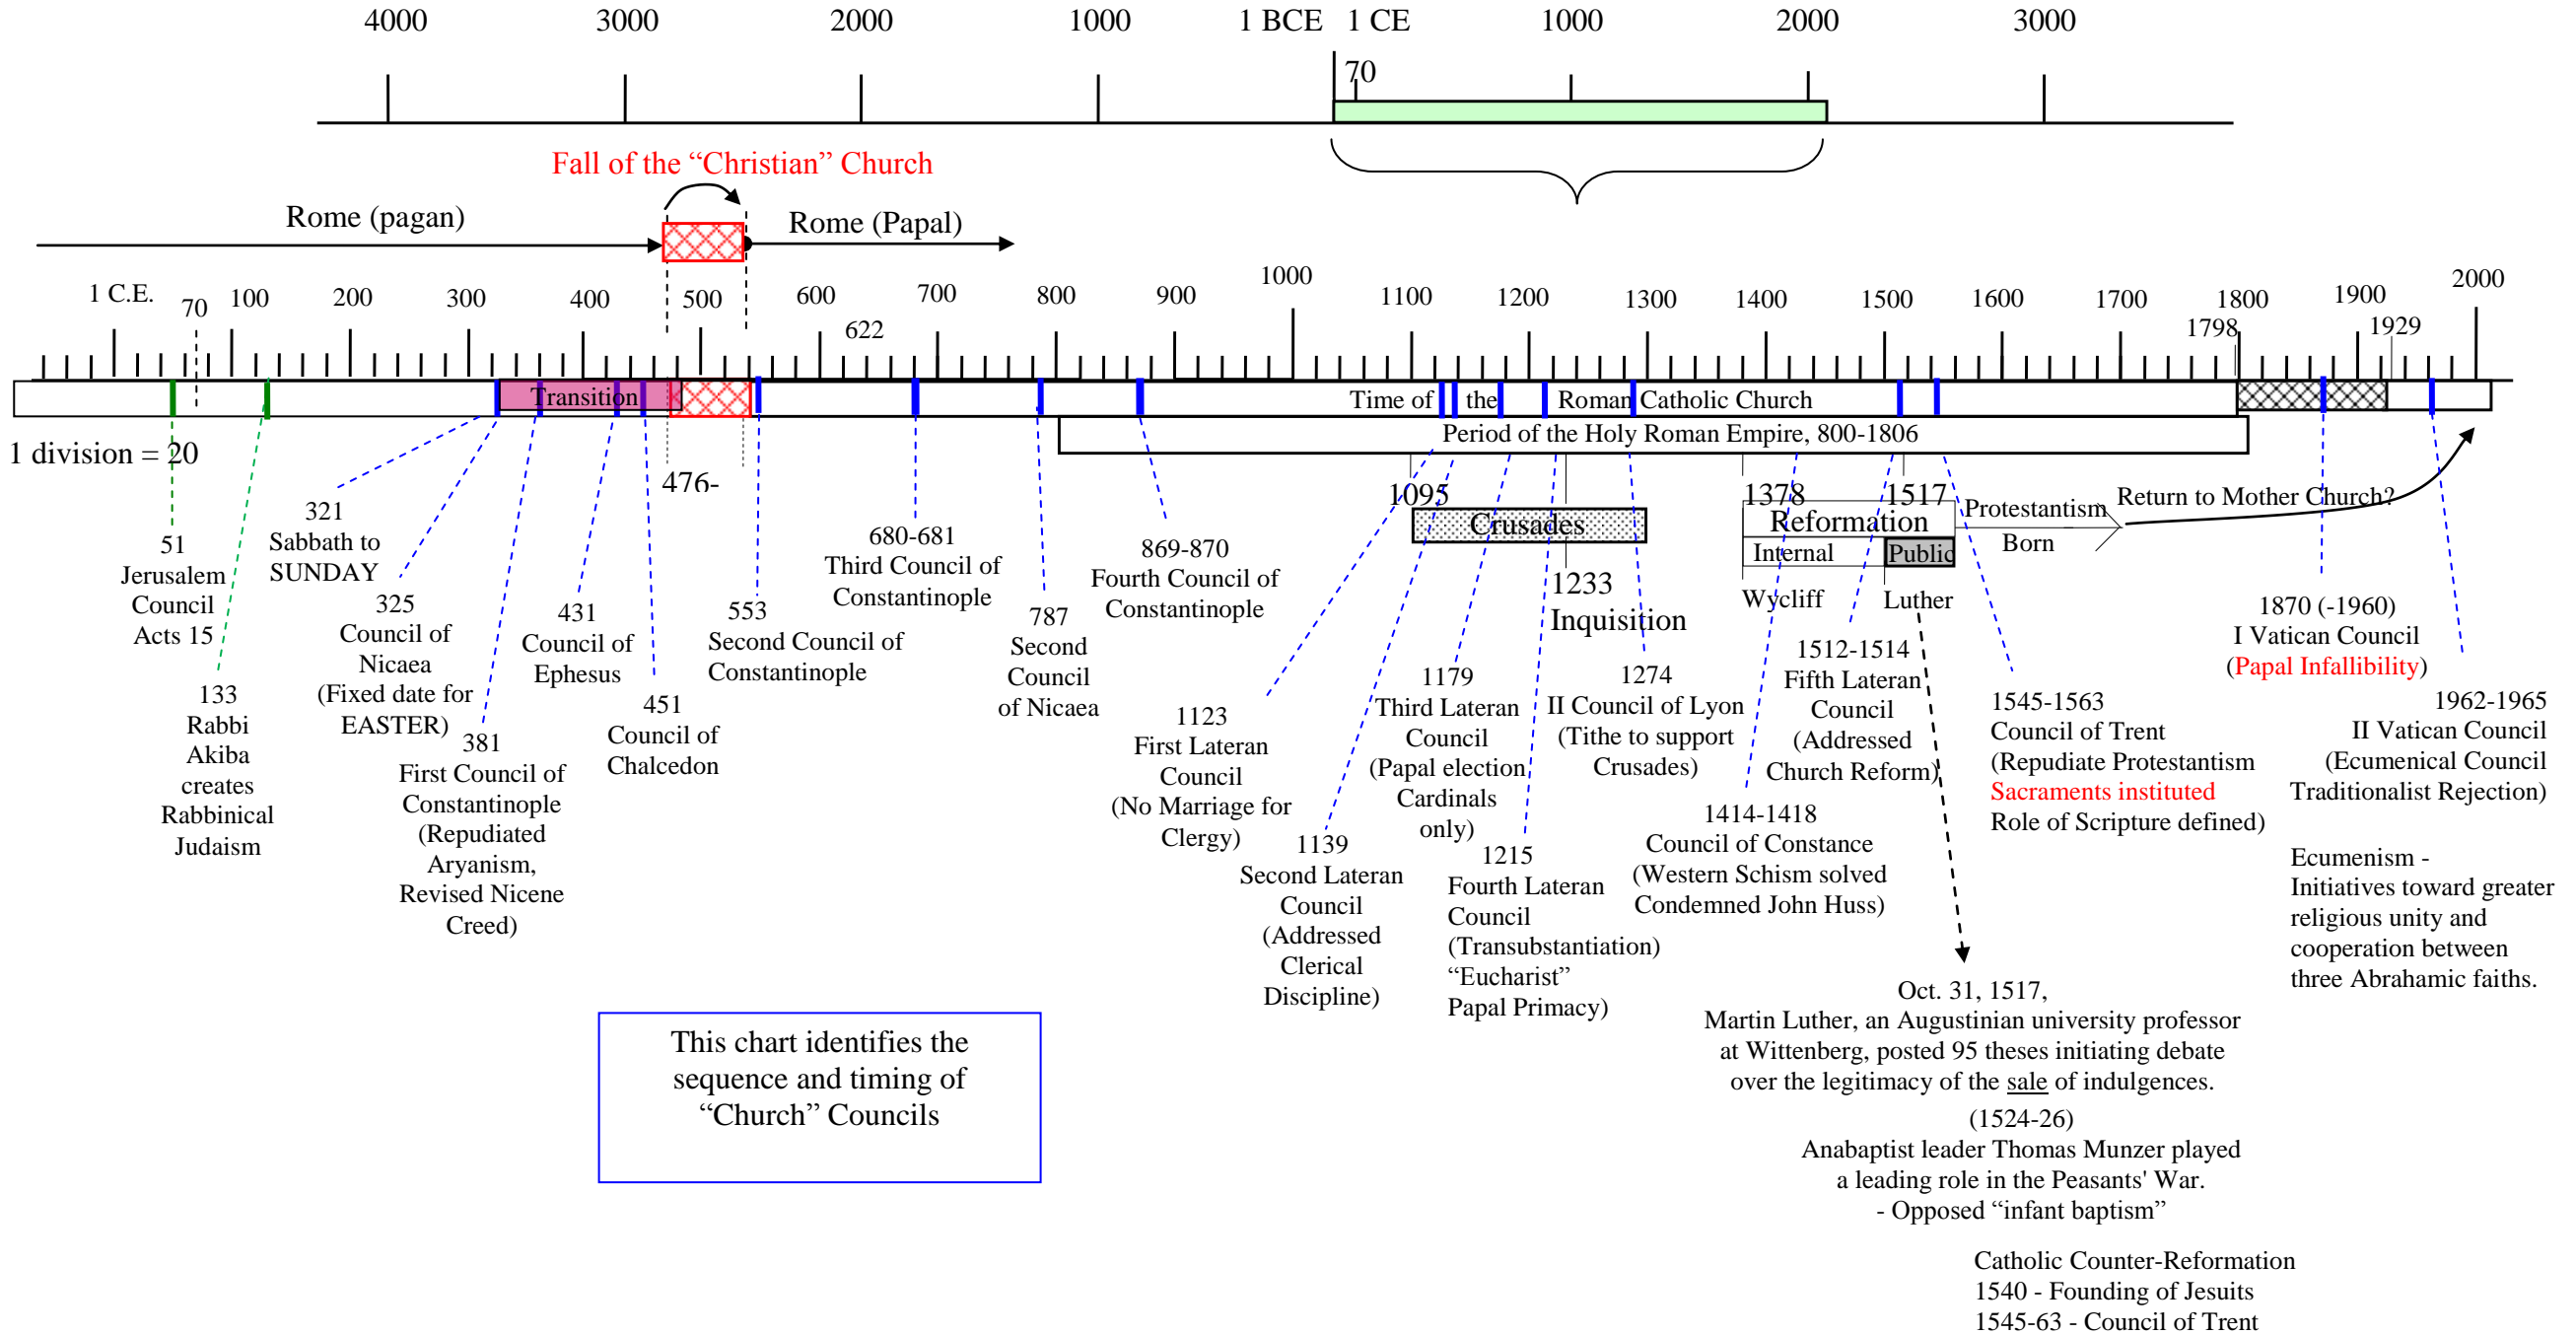 4000 3000 2000 1000 1 BCE 1 CE 1000 2000 3000
70
Fall of the “Christian” Church
Rome (pagan)
Rome (Papal)
1 C.E. 70 100 200 300 400 500 600 700 800 900 1000 1100 1200 1300 1400 1500 1600 1700 1800 1900 2000
622
1798
1929
Transition
Time of the Roman Catholic Church
Period of the Holy Roman Empire, 800-1806
1 division = 20
476-
51
Jerusalem
Council
Acts 15
133
Rabbi
Akiba
creates
Rabbinical
Judaism
321
Sabbath to
SUNDAY
325
Council of
Nicaea
(Fixed date for
EASTER)
381
First Council of
Constantinople
(Repudiated
Aryanism,
Revised Nicene
Creed)
431
Council of
Ephesus
451
Council of
Chalcedon
553
Second Council of
Constantinople
680-681
Third Council of
Constantinople
787
Second
Council
of Nicaea
869-870
Fourth Council of
Constantinople
1095
Crusades
1233
Inquisition
1123
First Lateran
Council
(No Marriage for
Clergy)
1139
Second Lateran
Council
(Addressed
Clerical
Discipline)
1179
Third Lateran
Council
(Papal election
Cardinals
only)
1215
Fourth Lateran
Council
(Transubstantiation)
“Eucharist”
Papal Primacy)
1274
II Council of Lyon
(Tithe to support
Crusades)
1378
1517
Reformation
Internal
Public
Wycliff
Luther
Protestantism
Born
Return to Mother Church?
1414-1418
Council of Constance
(Western Schism solved
Condemned John Huss)
1512-1514
Fifth Lateran
Council
(Addressed
Church Reform)
1545-1563
Council of Trent
(Repudiate Protestantism
Sacraments instituted
Role of Scripture defined)
1870 (-1960)
I Vatican Council
(Papal Infallibility)
1962-1965
II Vatican Council
(Ecumenical Council
Traditionalist Rejection)
Ecumenism -
Initiatives toward greater
religious unity and
cooperation between
three Abrahamic faiths.
Oct. 31, 1517,
Martin Luther, an Augustinian university professor
at Wittenberg, posted 95 theses initiating debate
over the legitimacy of the sale of indulgences.
(1524-26)
Anabaptist leader Thomas Munzer played
a leading role in the Peasants' War.
- Opposed “infant baptism”
Catholic Counter-Reformation
1540 - Founding of Jesuits
1545-63 - Council of Trent
This chart identifies the
sequence and timing of
“Church” Councils